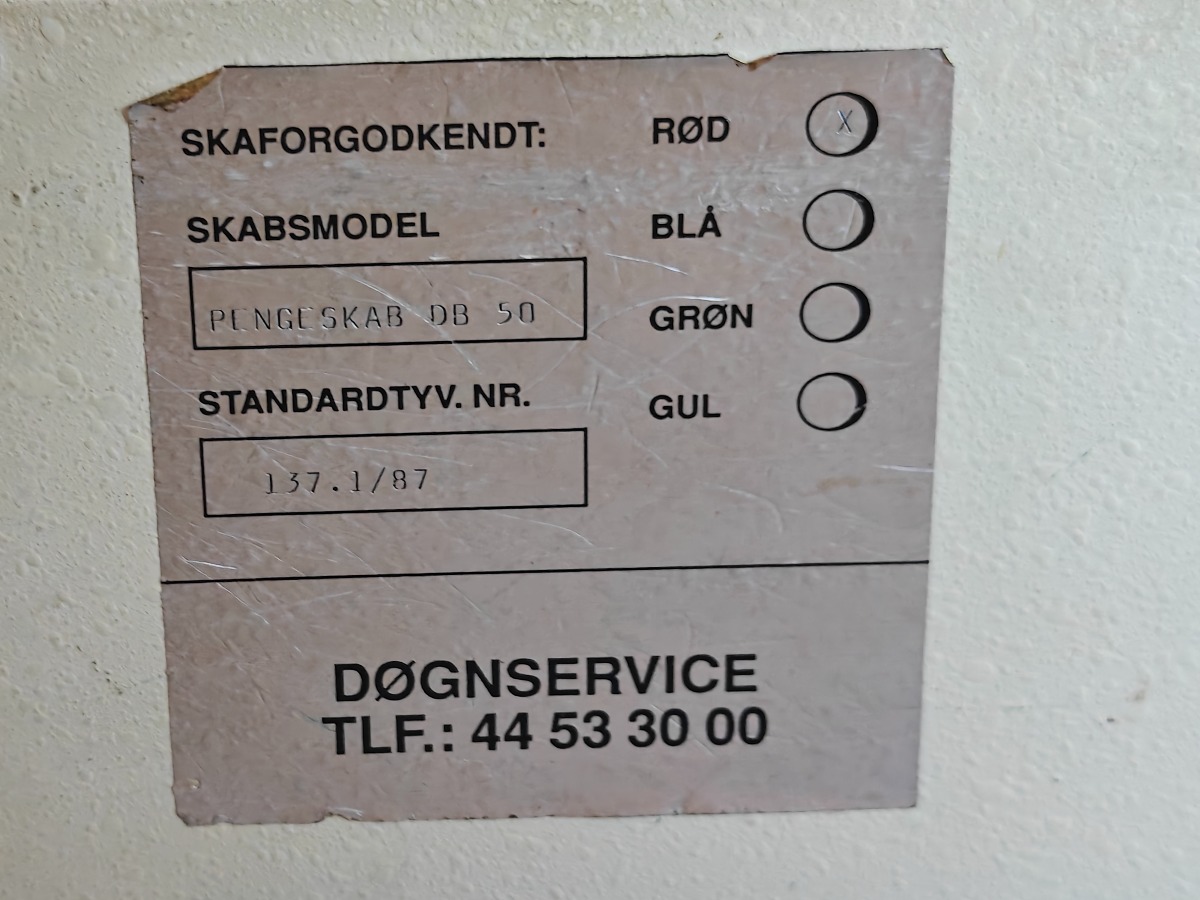 SKAFORGODKENDT:
RØD X
SKABSMODEL
BLÅ
PENGESKAB DB 50
GRØN
STANDARDTYV. NR.
GUL
137.1/87
DØGNSERVICE
TLF.: 44 53 30 00